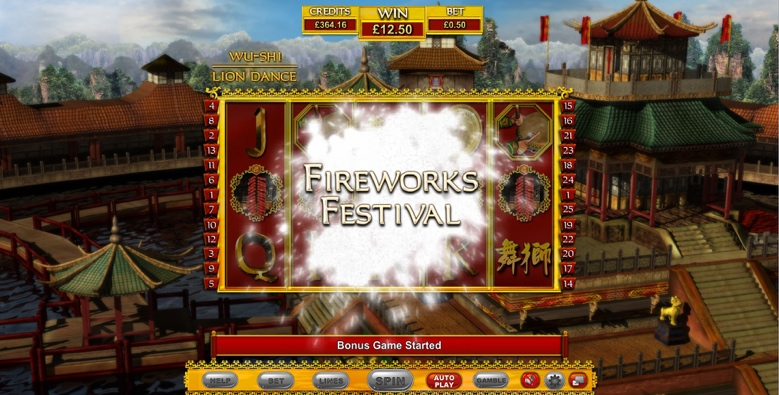 CREDITS
£364.16
WIN
£12.50
BET
£0.50
WU-SHI
LION DANCE
4
8
2
13
11
6
1
7
10
12
3
9
5
J
Q
K
FIREWORKS
FESTIVAL
舞獅
15
16
21
23
18
24
1
25
19
22
20
17
14
Bonus Game Started
HELP
BET
LINES
SPIN
AUTO
PLAY
GAMBLE